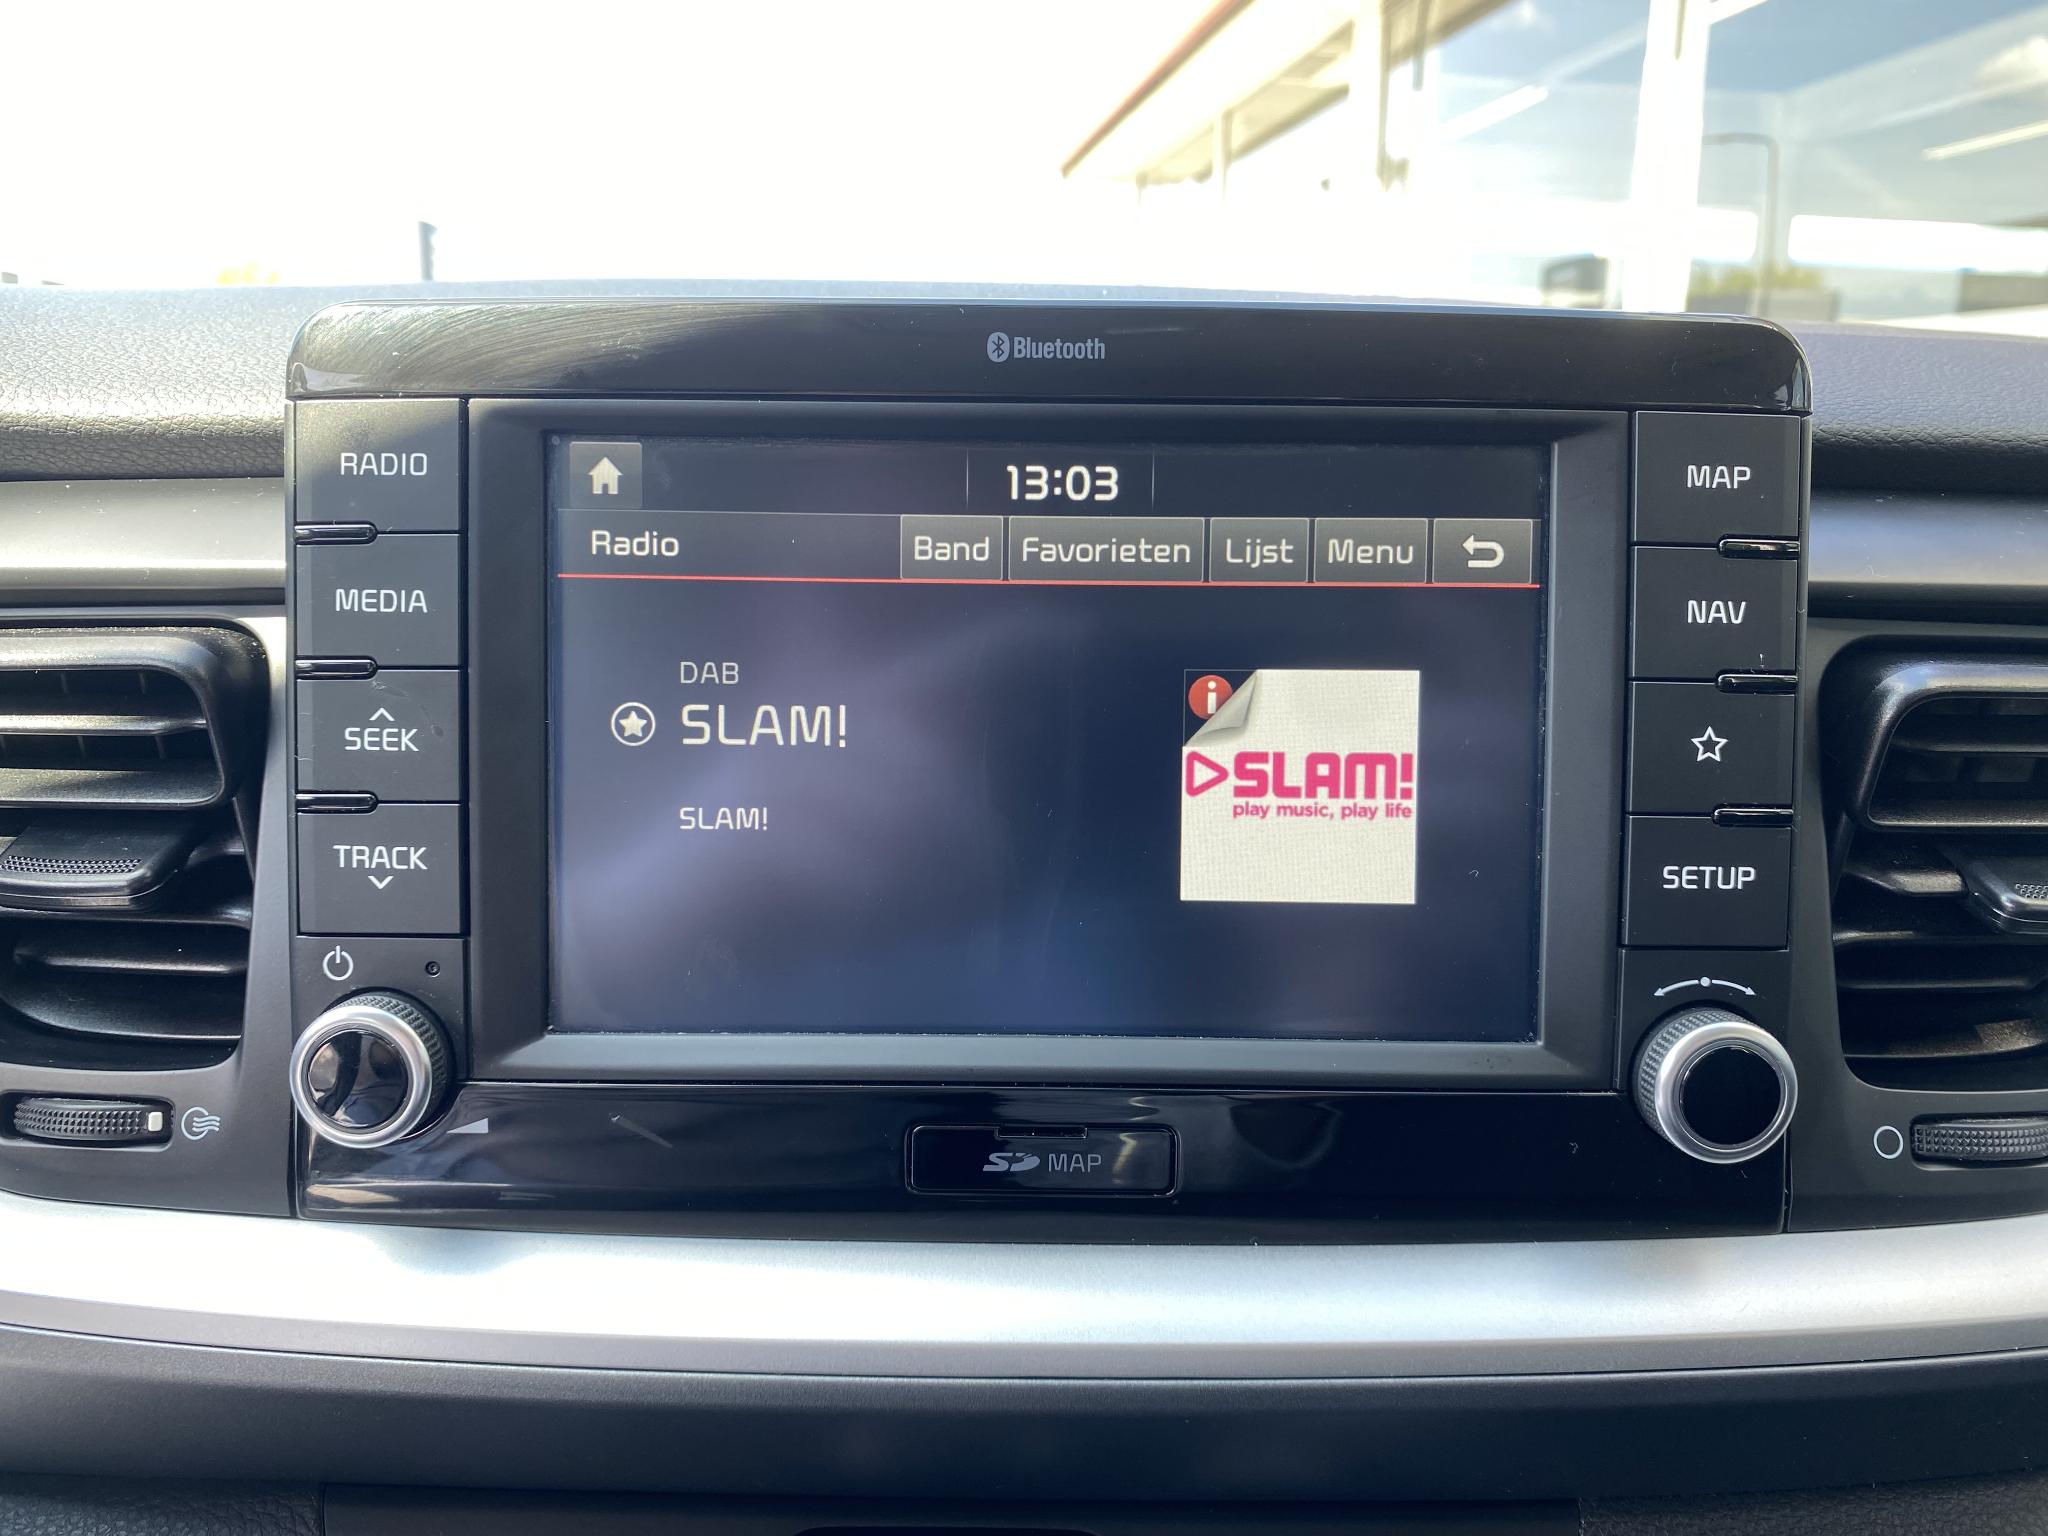 Bluetooth
RADIO
MEDIA
SEEK
TRACK
13:03
Radio
Band
Favorieten
Lijst
Menu
DAB
SLAM!
SLAM!
i
SLAM!
play music, play life
MAP
NAV
SETUP
SD MAP